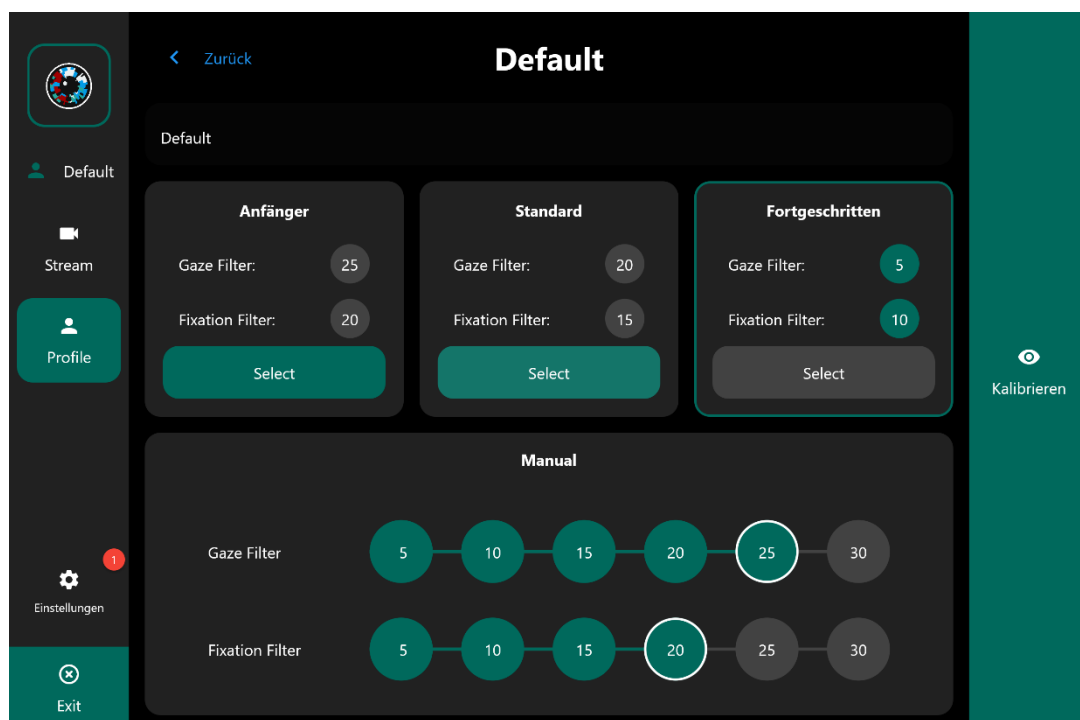 Zurück
Default
Default
Default
Stream
Profile
1
Einstellungen
Exit
Anfänger
Gaze Filter: 25
Fixation Filter: 20
Select
Standard
Gaze Filter: 20
Fixation Filter: 15
Select
Fortgeschritten
Gaze Filter: 5
Fixation Filter: 10
Select
Manual
Gaze Filter 5 10 15 20 25 30
Fixation Filter 5 10 15 20 25 30
Kalibrieren